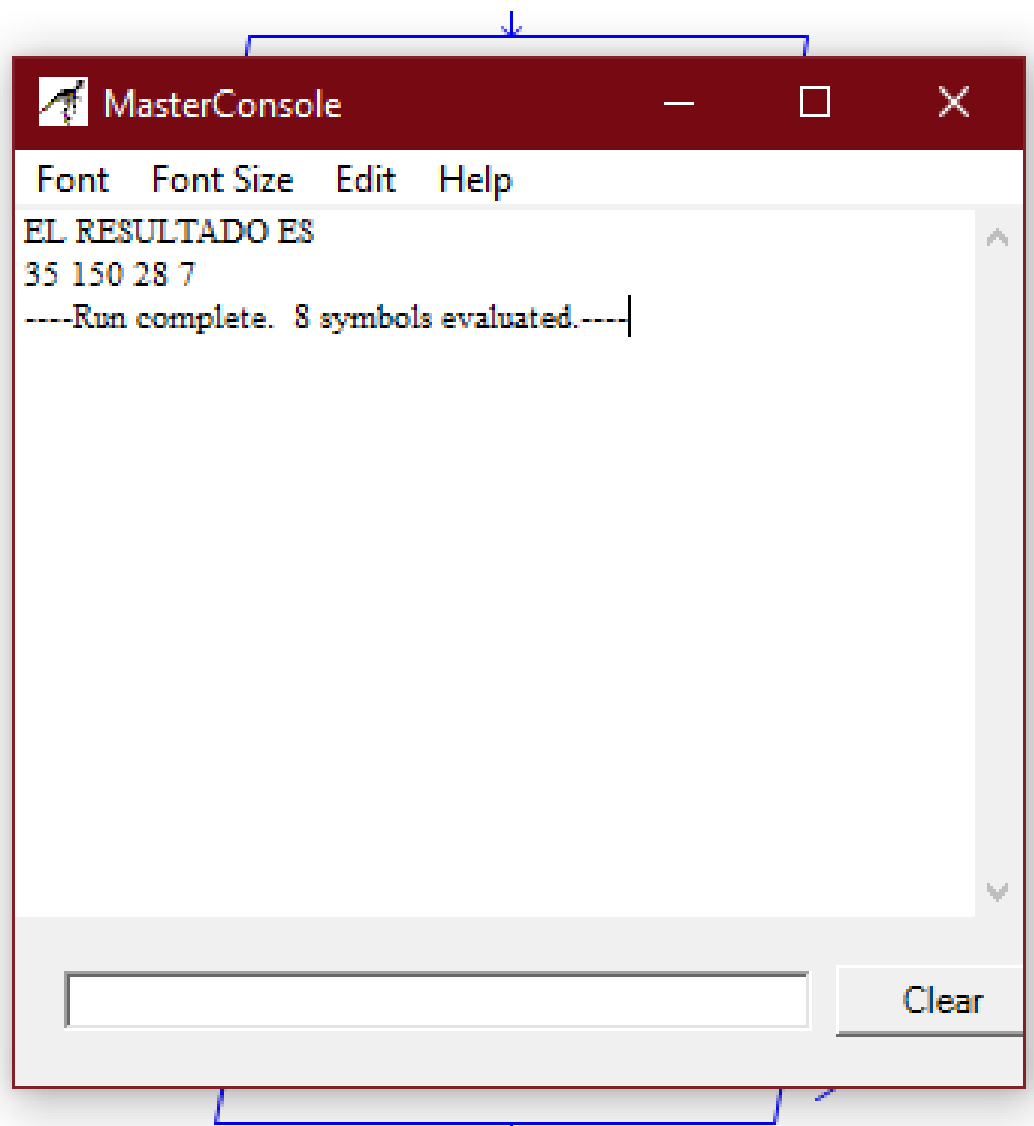 MasterConsole
Font Font Size Edit Help
EL RESULTADO ES
35 150 28 7
----Run complete.  8 symbols evaluated.----
Clear